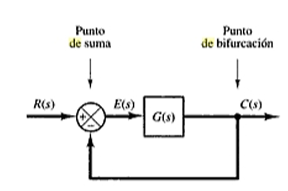 Punto
de suma
Punto
de bifurcación
R(s)
E(s)
G(s)
C(s)
+
−